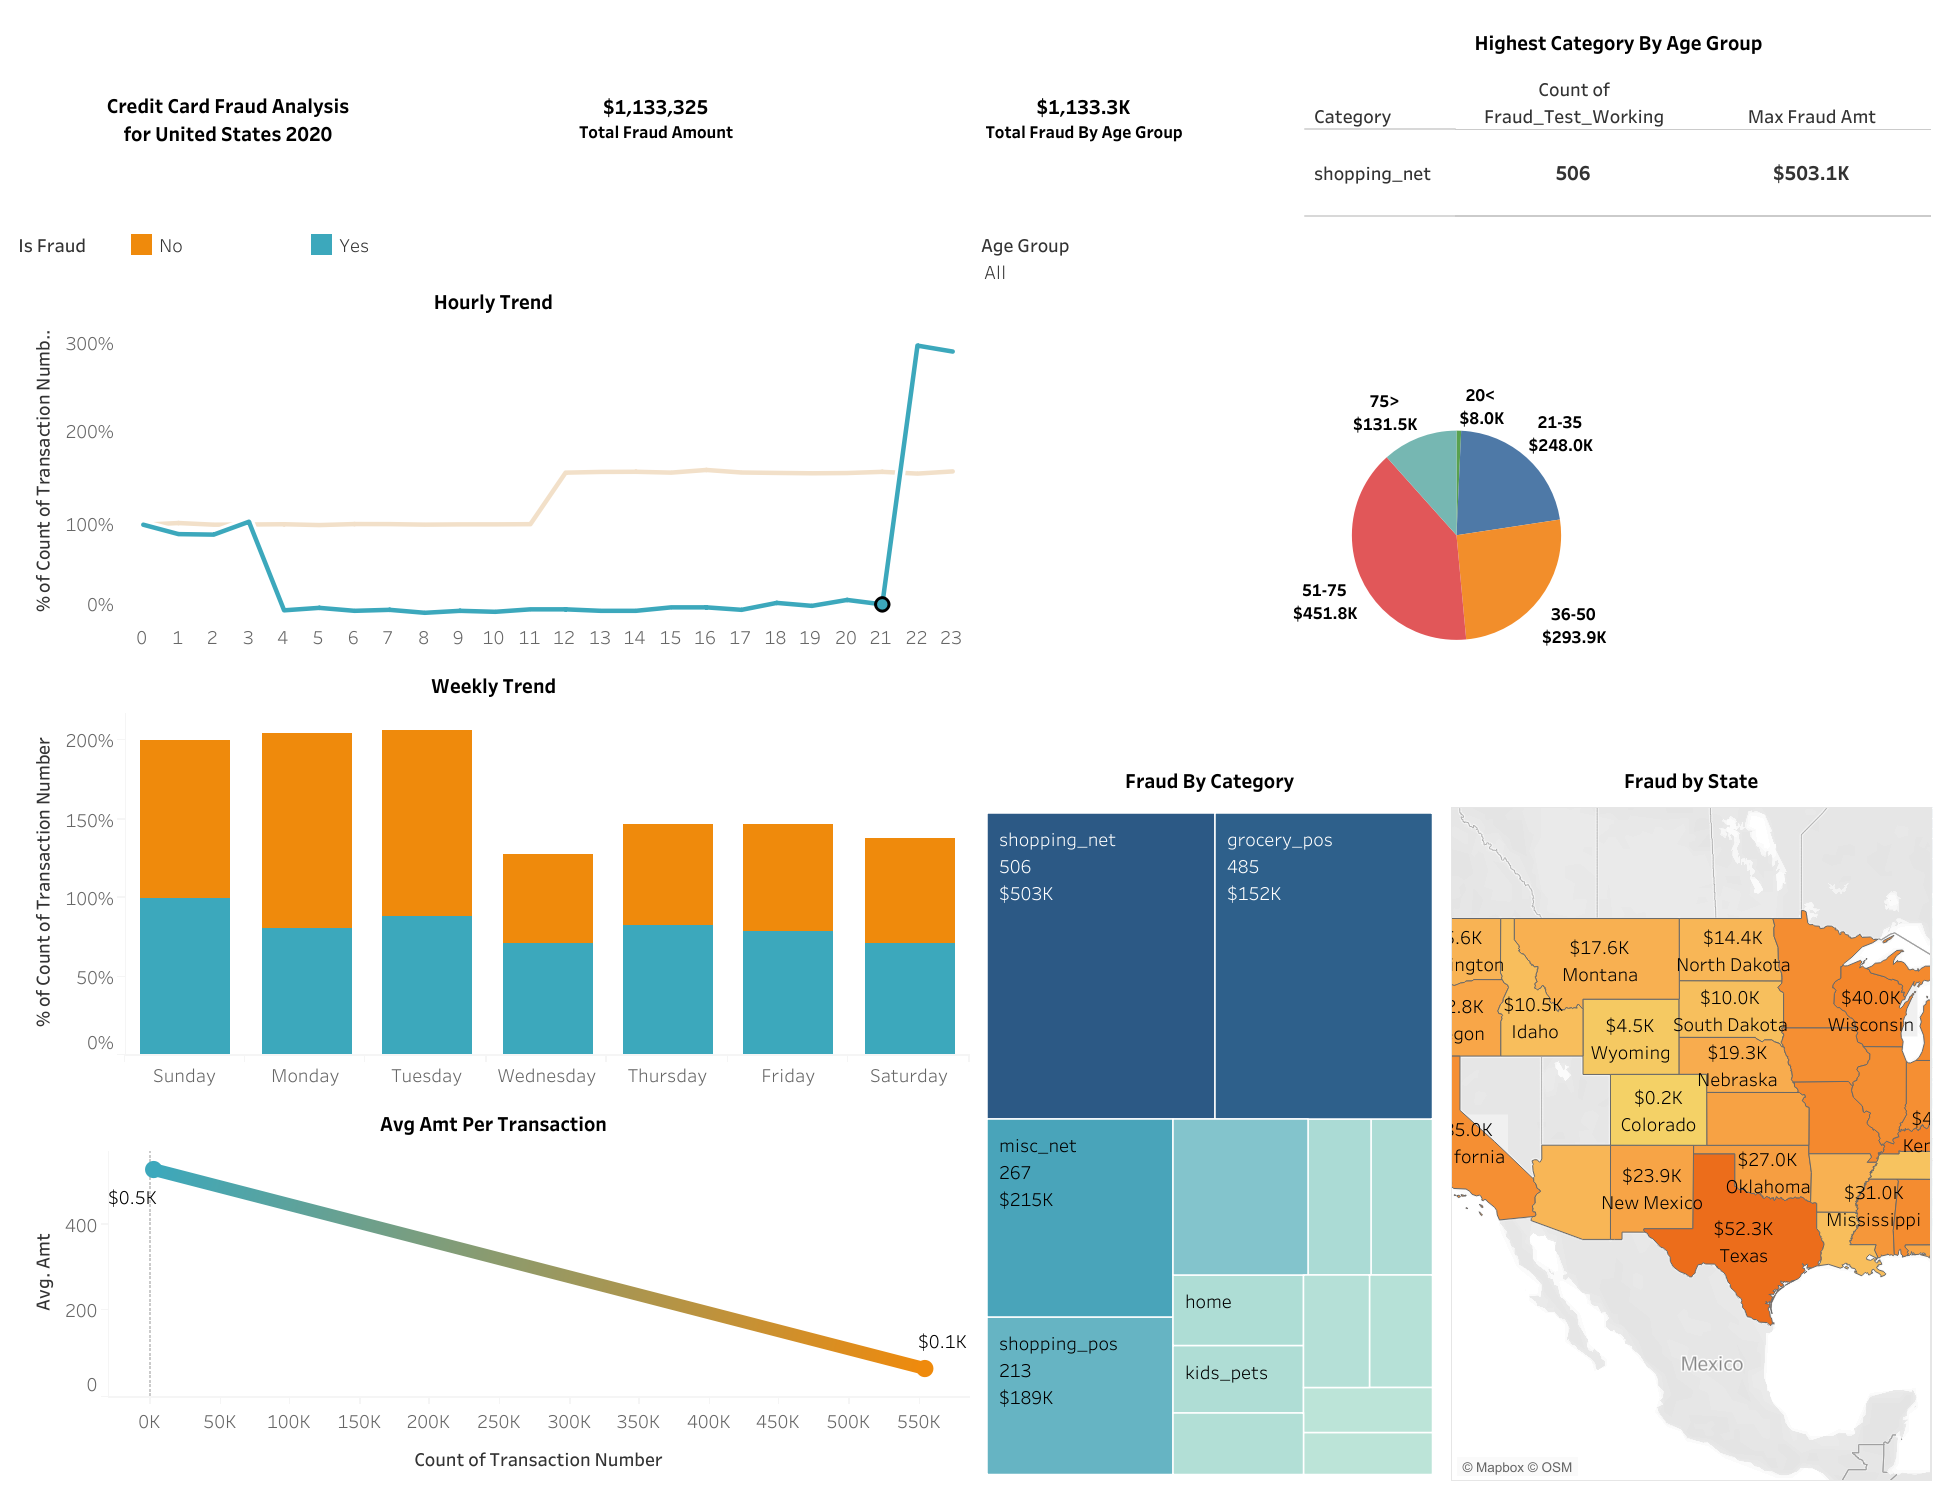 Credit Card Fraud Analysis
for United States 2020
$1,133,325
Total Fraud Amount
$1,133.3K
Total Fraud By Age Group
Highest Category By Age Group
Category
Count of
Fraud_Test_Working
Max Fraud Amt
shopping_net
506
$503.1K
Is Fraud
No
Yes
Age Group
All
Hourly Trend
% of Count of Transaction Numb..
300%
200%
100%
0%
0 1 2 3 4 5 6 7 8 9 10 11 12 13 14 15 16 17 18 19 20 21 22 23
75>
$131.5K
20<
$8.0K
21-35
$248.0K
51-75
$451.8K
36-50
$293.9K
Weekly Trend
% of Count of Transaction Number
200%
150%
100%
50%
0%
Sunday Monday Tuesday Wednesday Thursday Friday Saturday
Avg Amt Per Transaction
Avg. Amt
$0.5K
400
200
0
$0.1K
0K 50K 100K 150K 200K 250K 300K 350K 400K 450K 500K 550K
Count of Transaction Number
Fraud By Category
shopping_net
506
$503K
grocery_pos
485
$152K
misc_net
267
$215K
shopping_pos
213
$189K
home
kids_pets
Fraud by State
.6K
ington
$17.6K
Montana
$14.4K
North Dakota
.8K
gon
$10.5K
Idaho
$10.0K
South Dakota
$40.0K
Wisconsin
$4.5K
Wyoming
$19.3K
Nebraska
$0.2K
Colorado
5.0K
fornia
$4
Ker
$23.9K
New Mexico
$27.0K
Oklahoma
$31.0K
Mississippi
$52.3K
Texas
Mexico
© Mapbox © OSM